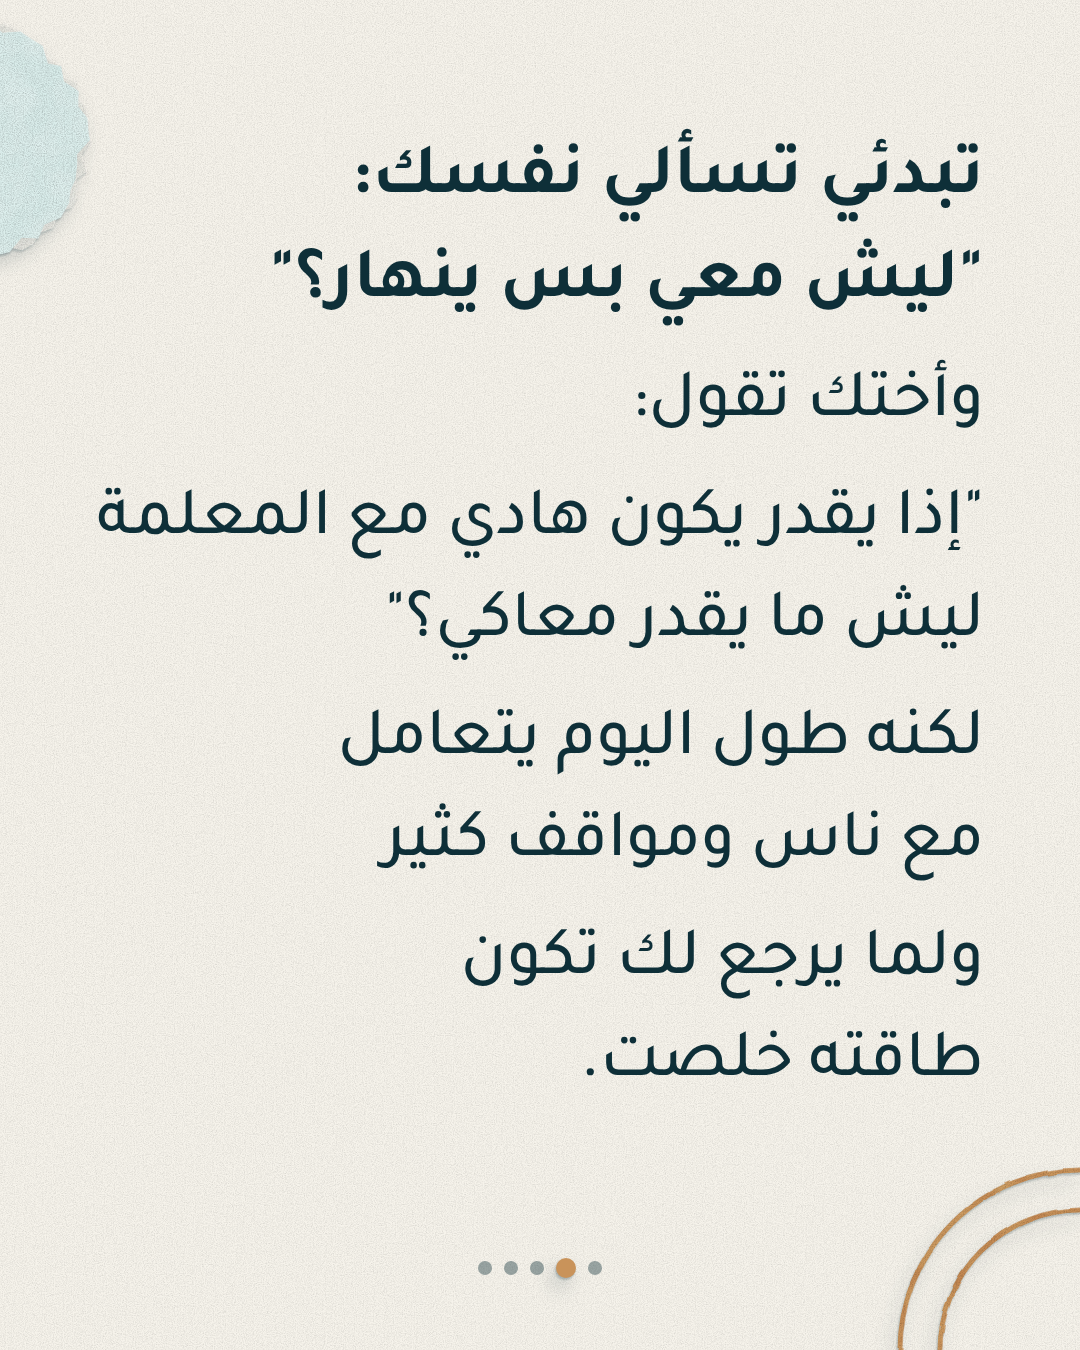 تبدئي تسألي نفسك:
"ليش معي بس ينهار؟"
وأختك تقول:
"إذا يقدر يكون هادي مع المعلمة
ليش ما يقدر معاكي؟"
لكنه طول اليوم يتعامل
مع ناس ومواقف كثير
ولما يرجع لك تكون
طاقته خلصت.